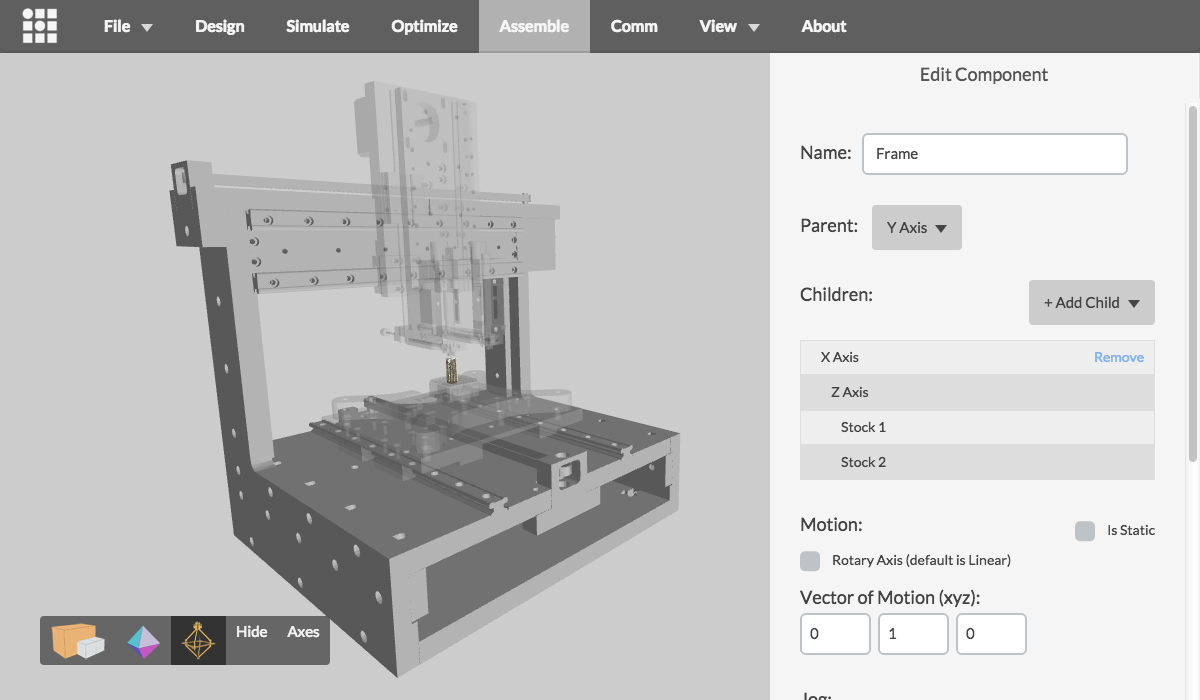 File Design Simulate Optimize Assemble Comm View About
Edit Component
Name: Frame
Parent: Y Axis
Children: + Add Child
X Axis Remove
Z Axis
Stock 1
Stock 2
Motion: Is Static
Rotary Axis (default is Linear)
Vector of Motion (xyz):
0 1 0
Jog:
Hide Axes